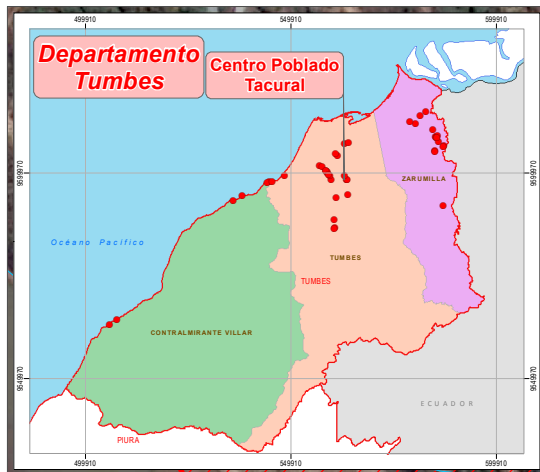 499910 549910 599910
Departamento
Tumbes
Centro Poblado
Tacural
9599970 9599970
ZARUMILLA
Océano Pacífico
TUMBES
TUMBES
CONTRALMIRANTE VILLAR
9549970 9549970
ECUADOR
PIURA
499910 549910 599910